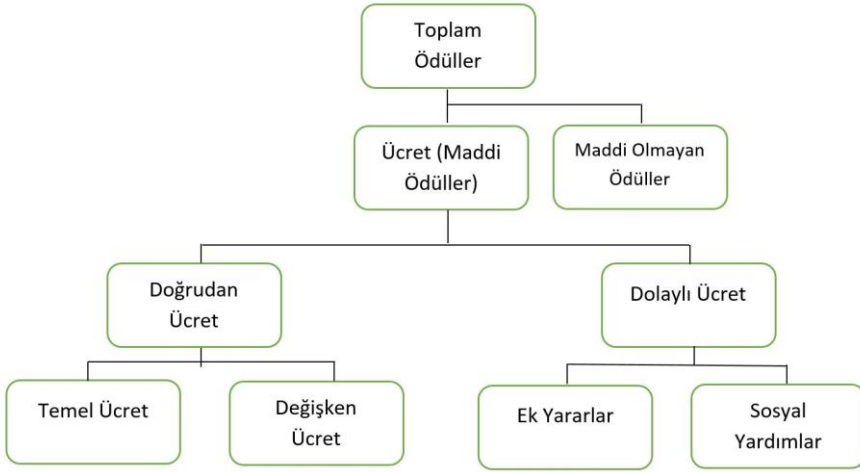 Toplam
Ödüller
Ücret (Maddi
Ödüller)
Maddi Olmayan
Ödüller
Doğrudan
Ücret
Dolaylı Ücret
Temel Ücret
Değişken
Ücret
Ek Yararlar
Sosyal
Yardımlar